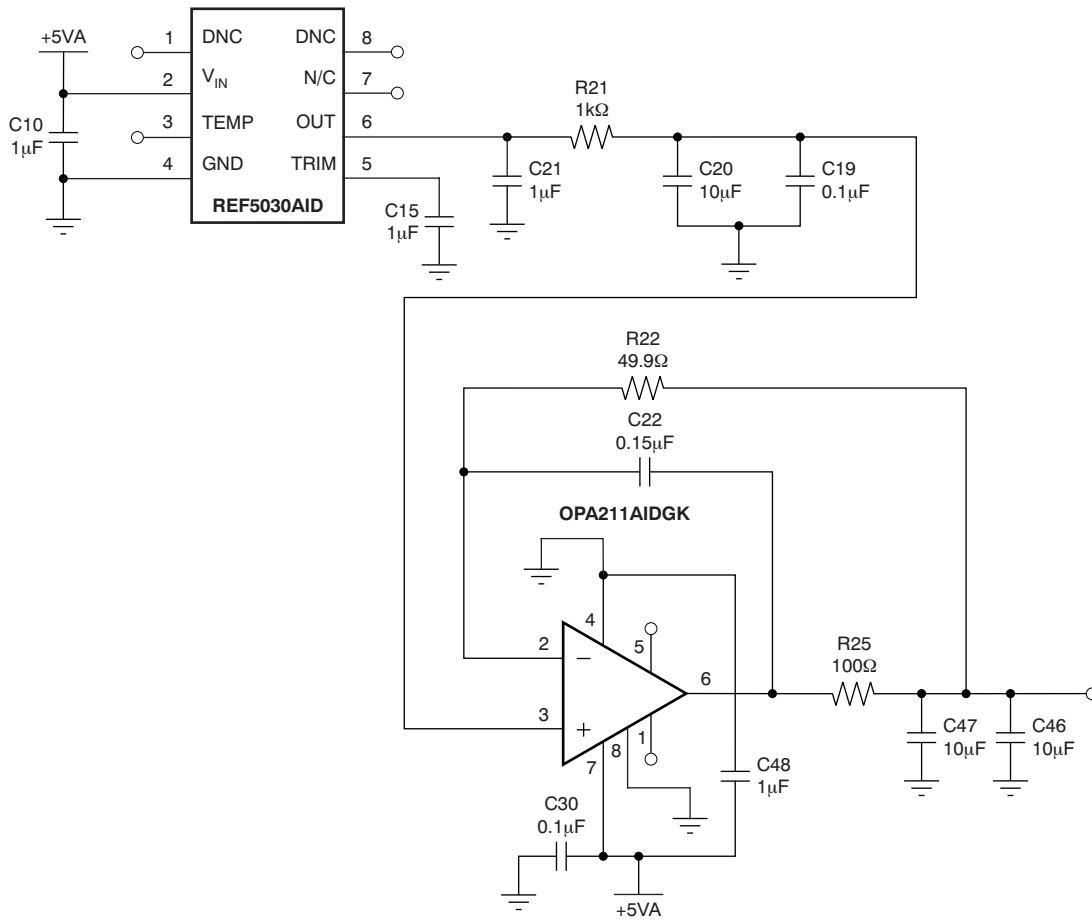 +5VA
1 DNC DNC 8
2 V_IN N/C 7
3 TEMP OUT 6
4 GND TRIM 5
REF5030AID
C10
1μF
C15
1μF
C21
1μF
R21
1kΩ
C20
10μF
C19
0.1μF
R22
49.9Ω
C22
0.15μF
OPA211AIDGK
4
2 −
5
6
3 +
1
8
7
R25
100Ω
C47
10μF
C46
10μF
C48
1μF
C30
0.1μF
+5VA